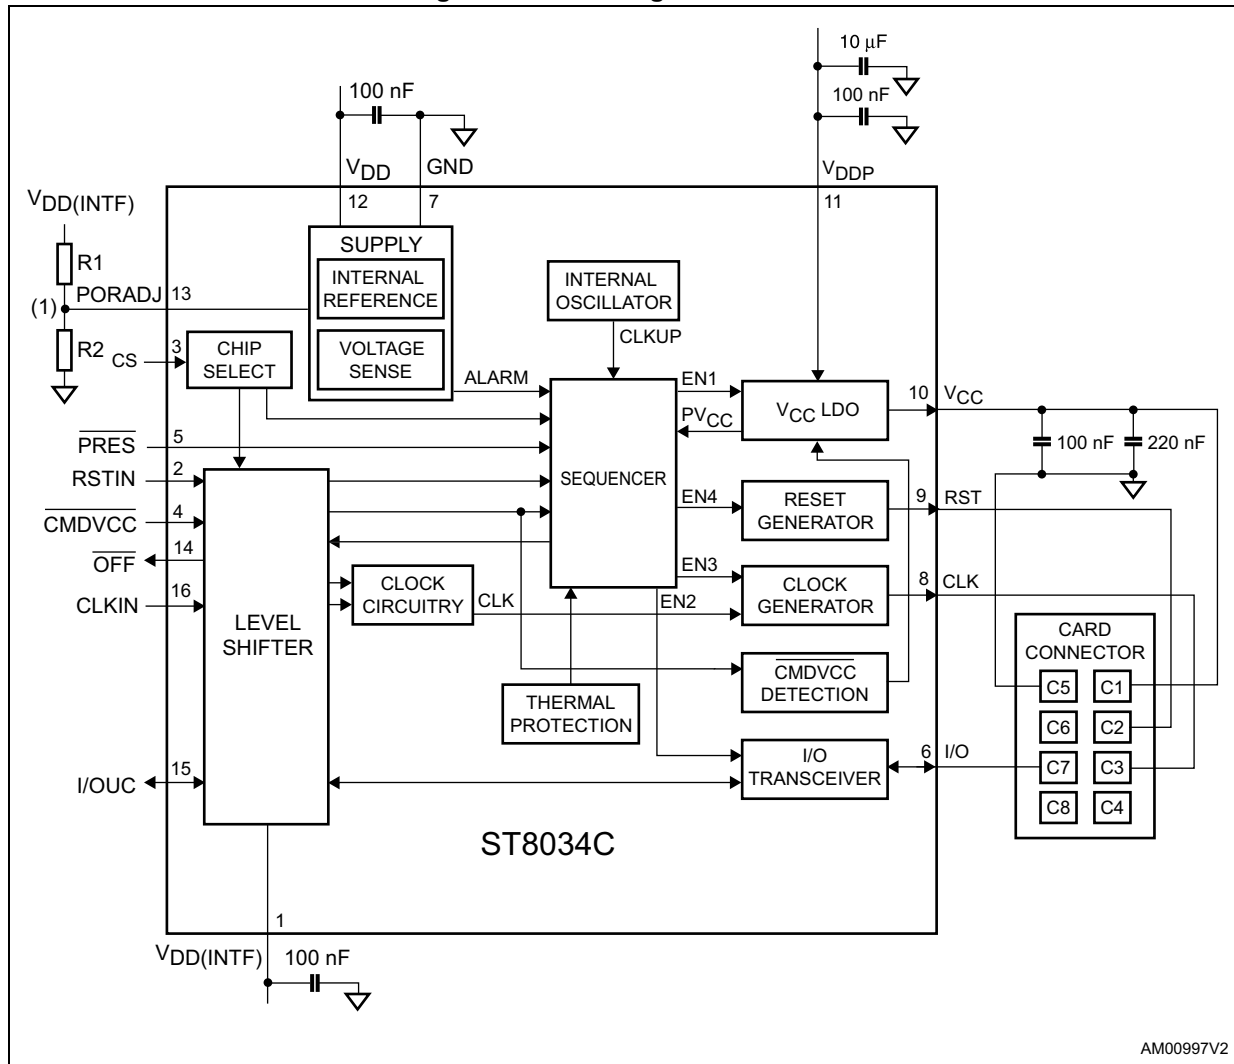 10 μF
100 nF
100 nF
VDD
GND
VDDP
12
7
11
VDD(INTF)
R1
(1)
PORADJ
13
R2
SUPPLY
INTERNAL
REFERENCE
VOLTAGE
SENSE
INTERNAL
OSCILLATOR
CLKUP
CS
3
CHIP
SELECT
ALARM
EN1
PVCC
VCC LDO
10
VCC
100 nF
220 nF
PRES
5
RSTIN
2
CMDVCC
4
OFF
14
CLKIN
16
LEVEL
SHIFTER
SEQUENCER
EN4
RESET
GENERATOR
9
RST
CLOCK
CIRCUITRY
CLK
EN3
EN2
CLOCK
GENERATOR
8
CLK
CMDVCC
DETECTION
THERMAL
PROTECTION
CARD
CONNECTOR
C5
C1
C6
C2
C7
C3
C8
C4
I/OUC
15
I/O
TRANSCEIVER
6
I/O
ST8034C
1
VDD(INTF)
100 nF
AM00997V2